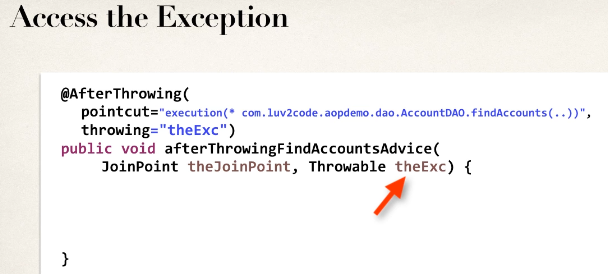 Access the Exception
@AfterThrowing(
pointcut="execution(* com.luv2code.aopdemo.dao.AccountDAO.findAccounts(..))",
throwing="theExc")
public void afterThrowingFindAccountsAdvice(
JoinPoint theJoinPoint, Throwable theExc) {
}